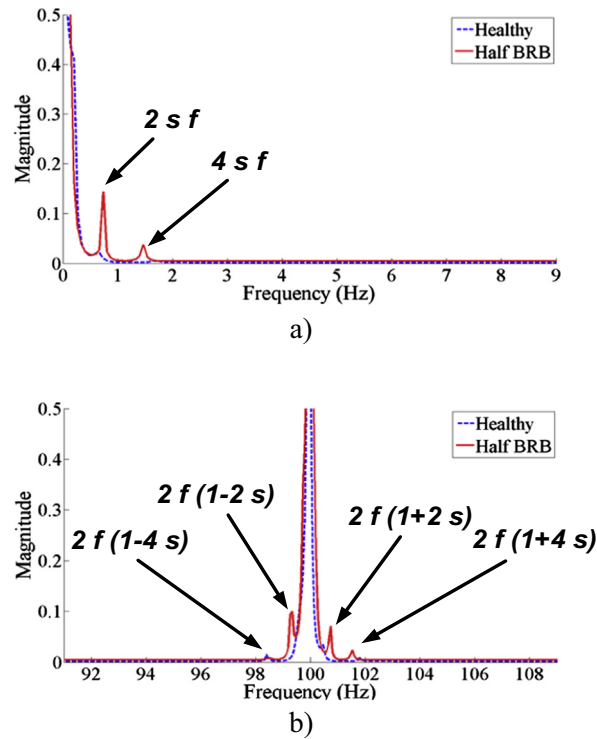 0.5
0.4
0.3
0.2
0.1
0
Magnitude
Healthy
Half BRB
2 s f
4 s f
0 1 2 3 4 5 6 7 8 9
Frequency (Hz)
a)
0.5
0.4
0.3
0.2
0.1
0
Magnitude
Healthy
Half BRB
2 f (1-2 s)
2 f (1-4 s)
2 f (1+2 s)
2 f (1+4 s)
92 94 96 98 100 102 104 106 108
Frequency (Hz)
b)